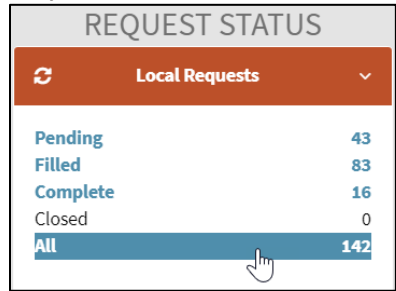 REQUEST STATUS
Local Requests
Pending 43
Filled 83
Complete 16
Closed 0
All 142